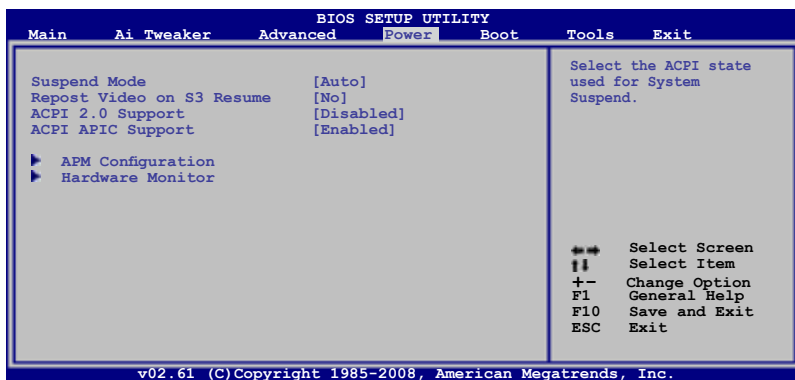 BIOS SETUP UTILITY
Main Ai Tweaker Advanced Power Boot Tools Exit
Suspend Mode [Auto]
Repost Video on S3 Resume [No]
ACPI 2.0 Support [Disabled]
ACPI APIC Support [Enabled]
APM Configuration
Hardware Monitor
Select the ACPI state
used for System
Suspend.
Select Screen
Select Item
+- Change Option
F1 General Help
F10 Save and Exit
ESC Exit
v02.61 (C)Copyright 1985-2008, American Megatrends, Inc.